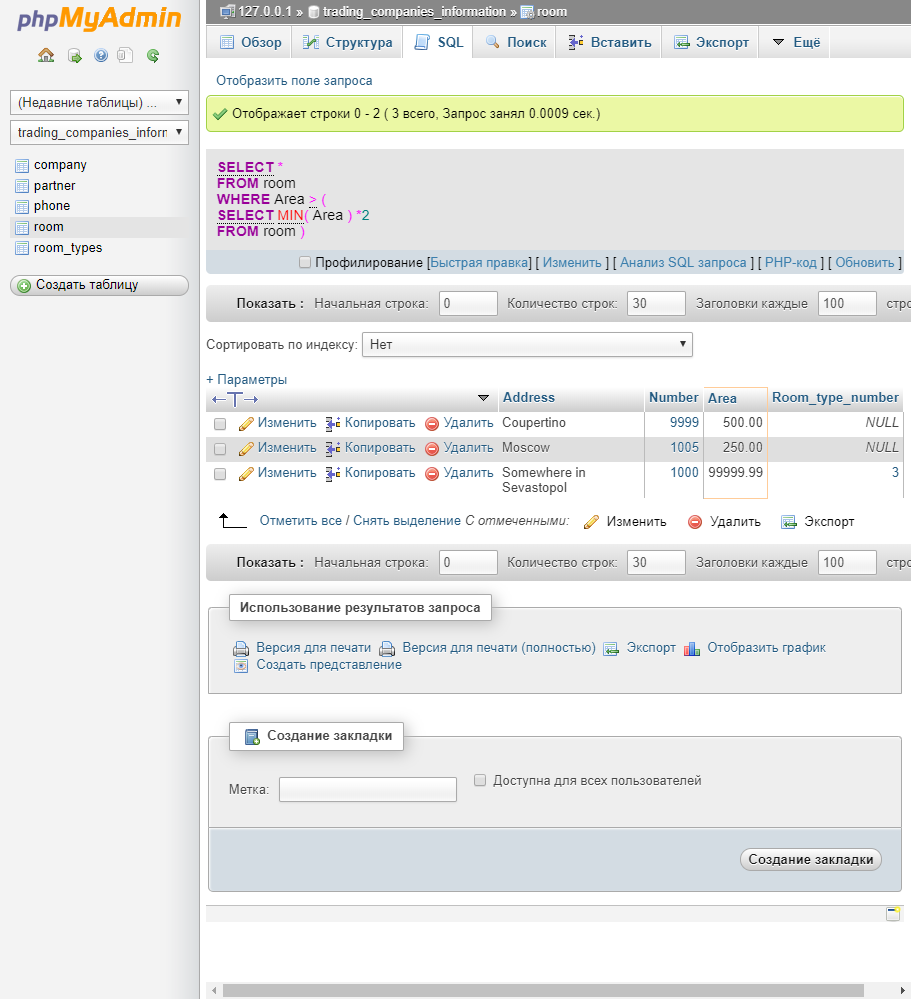 phpMyAdmin
(Недавние таблицы) ...
trading_companies_inforn
company
partner
phone
room
room_types
Создать таблицу
127.0.0.1 » trading_companies_information » room
Обзор Структура SQL Поиск Вставить Экспорт Ещё
Отобразить поле запроса
Отображает строки 0 - 2 ( 3 всего, Запрос занял 0.0009 сек.)
SELECT *
FROM room
WHERE Area > (
SELECT MIN( Area ) *2
FROM room )
Профилирование [Быстрая правка] [ Изменить ] [ Анализ SQL запроса ] [ PHP-код ] [ Обновить ]
Показать : Начальная строка: 0 Количество строк: 30 Заголовки каждые 100 стро
Сортировать по индексу: Нет
+ Параметры
←T→ Address Number Area Room_type_number
Изменить Копировать Удалить Coupertino 9999 500.00 NULL
Изменить Копировать Удалить Moscow 1005 250.00 NULL
Изменить Копировать Удалить Somewhere in 1000 99999.99 3
Sevastopol
Отметить все / Снять выделение С отмеченными: Изменить Удалить Экспорт
Показать : Начальная строка: 0 Количество строк: 30 Заголовки каждые 100 стро
Использование результатов запроса
Версия для печати Версия для печати (полностью) Экспорт Отобразить график
Создать представление
Создание закладки
Метка: Доступна для всех пользователей
Создание закладки